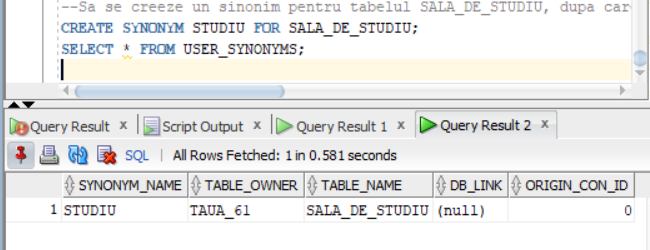 --Sa se creeze un sinonim pentru tabelul SALA_DE_STUDIU, dupa
CREATE SYNONYM STUDIU FOR SALA_DE_STUDIU;
SELECT * FROM USER_SYNONYMS;
Query Result x Script Output x Query Result 1 x Query Result 2 x
SQL | All Rows Fetched: 1 in 0.581 seconds
SYNONYM_NAME TABLE_OWNER TABLE_NAME DB_LINK ORIGIN_CON_ID
1 STUDIU TAUA_61 SALA_DE_STUDIU (null) 0